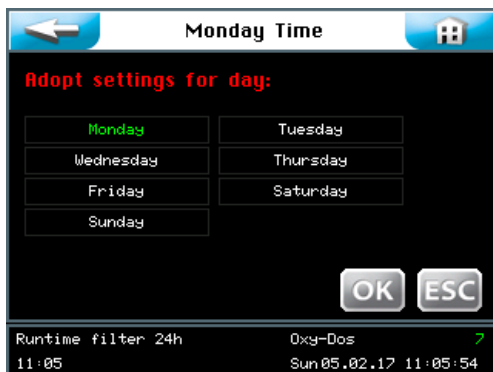 Monday Time
Adopt settings for day:
Monday Tuesday
Wednesday Thursday
Friday Saturday
Sunday
OK ESC
Runtime filter 24h Oxy-Dos 7
11:05 Sun 05.02.17 11:05:54